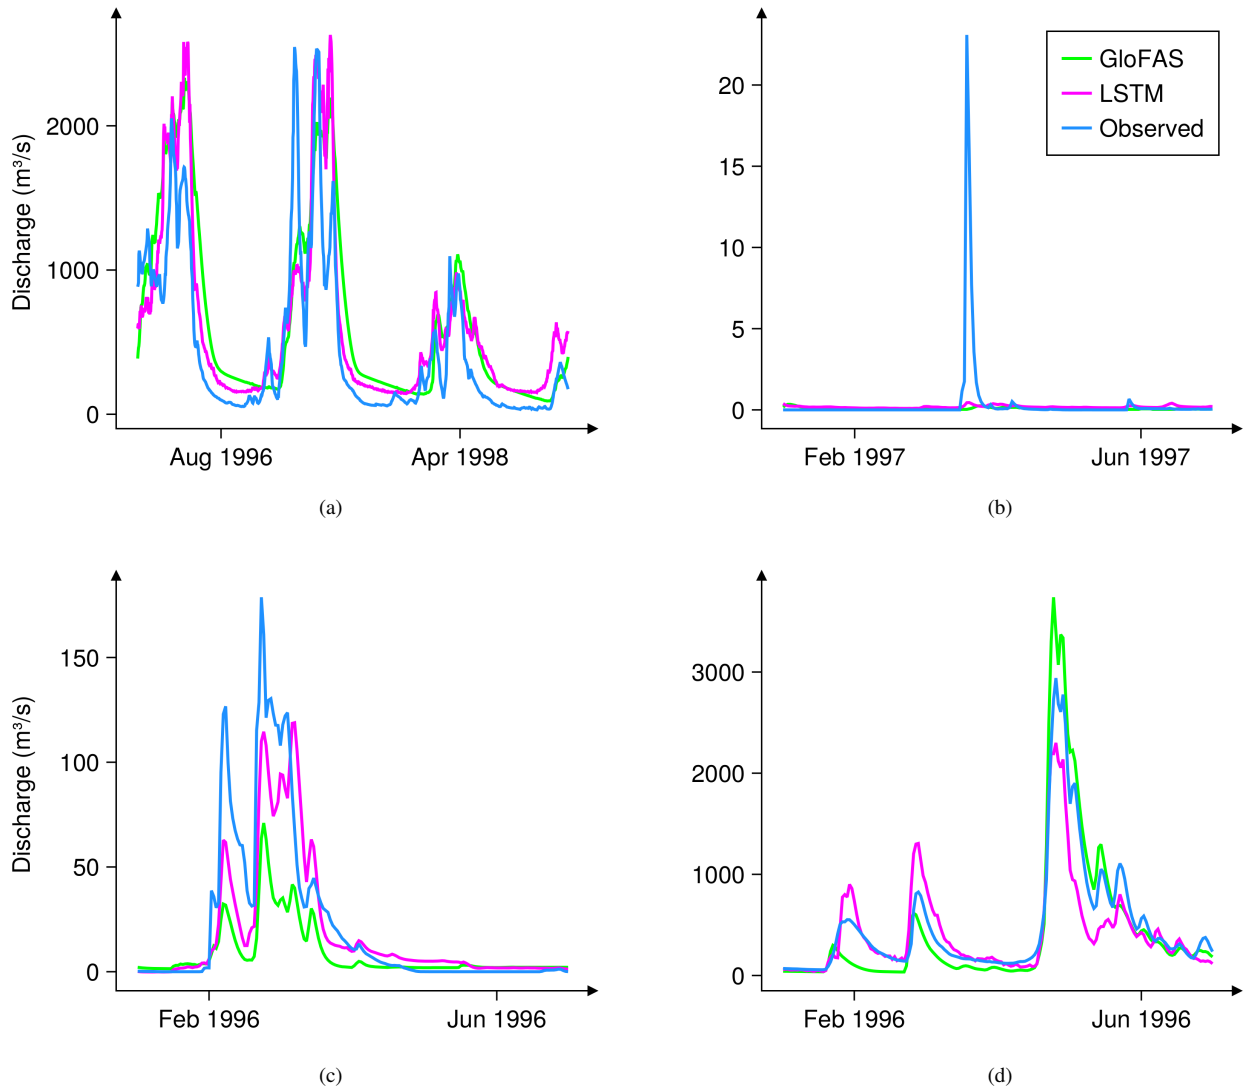 Discharge (m³/s)
2000
1000
0
Aug 1996
Apr 1998
(a)
20
15
10
5
0
Feb 1997
Jun 1997
GloFAS
LSTM
Observed
(b)
Discharge (m³/s)
150
100
50
0
Feb 1996
Jun 1996
(c)
3000
2000
1000
0
Feb 1996
Jun 1996
(d)